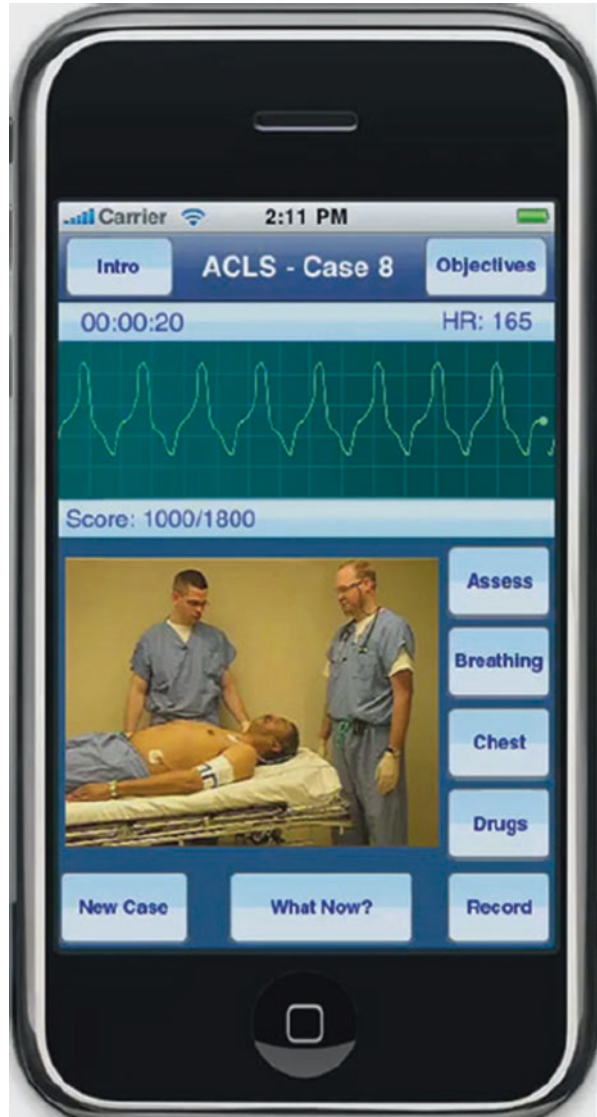 Carrier 2:11 PM
Intro ACLS - Case 8 Objectives
00:00:20 HR: 165
Score: 1000/1800
Assess
Breathing
Chest
Drugs
New Case What Now? Record